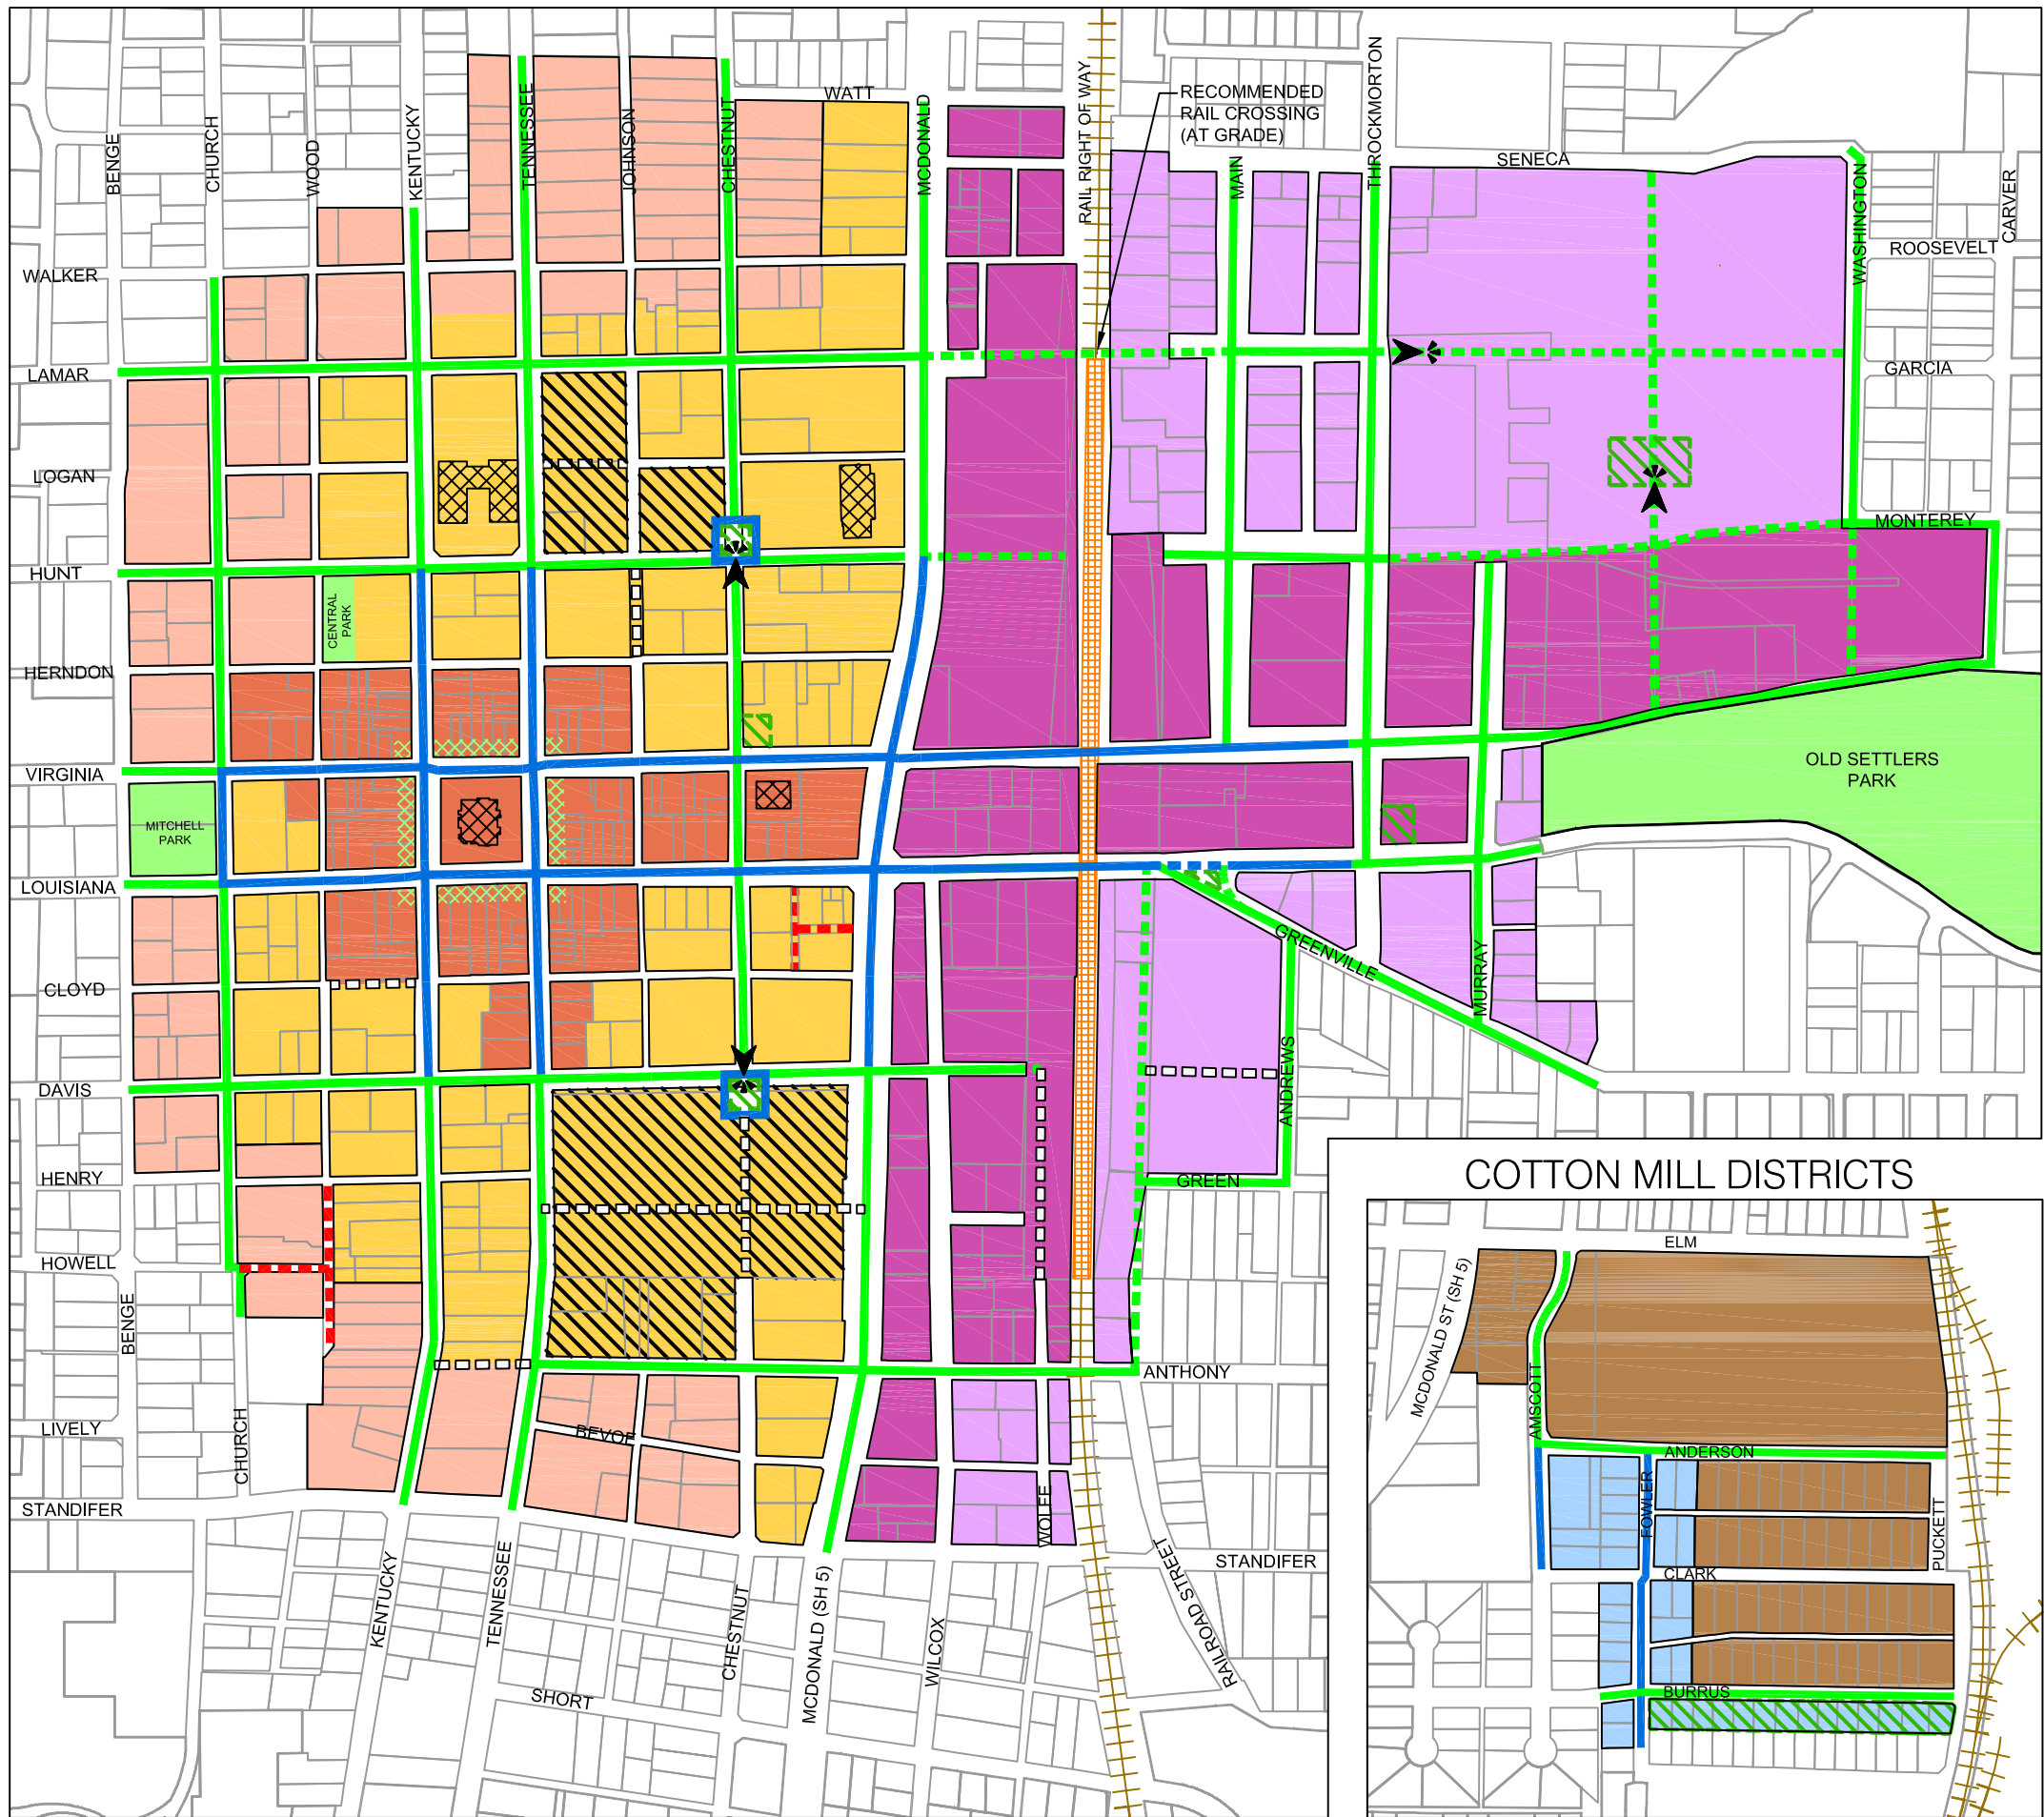 WATT
RECOMMENDED
RAIL CROSSING
(AT GRADE)
RAIL RIGHT OF WAY
THROCKMORTON
BENGE
CHURCH
WOOD
KENTUCKY
TENNESSEE
JOHNSON
CHESTNUT
MCDONALD
MAIN
SENECA
WASHINGTON
CARVER
ROOSEVELT
WALKER
LAMAR
GARCIA
LOGAN
MONTEREY
HUNT
CENTRAL
PARK
HERNDON
VIRGINIA
OLD SETTLERS
PARK
MITCHELL
PARK
LOUISIANA
GREENVILLE
MURRAY
CLOYD
DAVIS
ANDREWS
HENRY
GREEN
HOWELL
BENGE
ANTHONY
LIVELY
CHURCH
BEVOE
STANDIFER
WOLFE
STANDIFER
KENTUCKY
TENNESSEE
CHESTNUT
MCDONALD (SH 5)
WILCOX
RAILROAD STREET
SHORT
COTTON MILL DISTRICTS
ELM
MCDONALD ST (SH 5)
AMSCOTT
ANDERSON
FOWLER
PUCKETT
CLARK
BURRUS